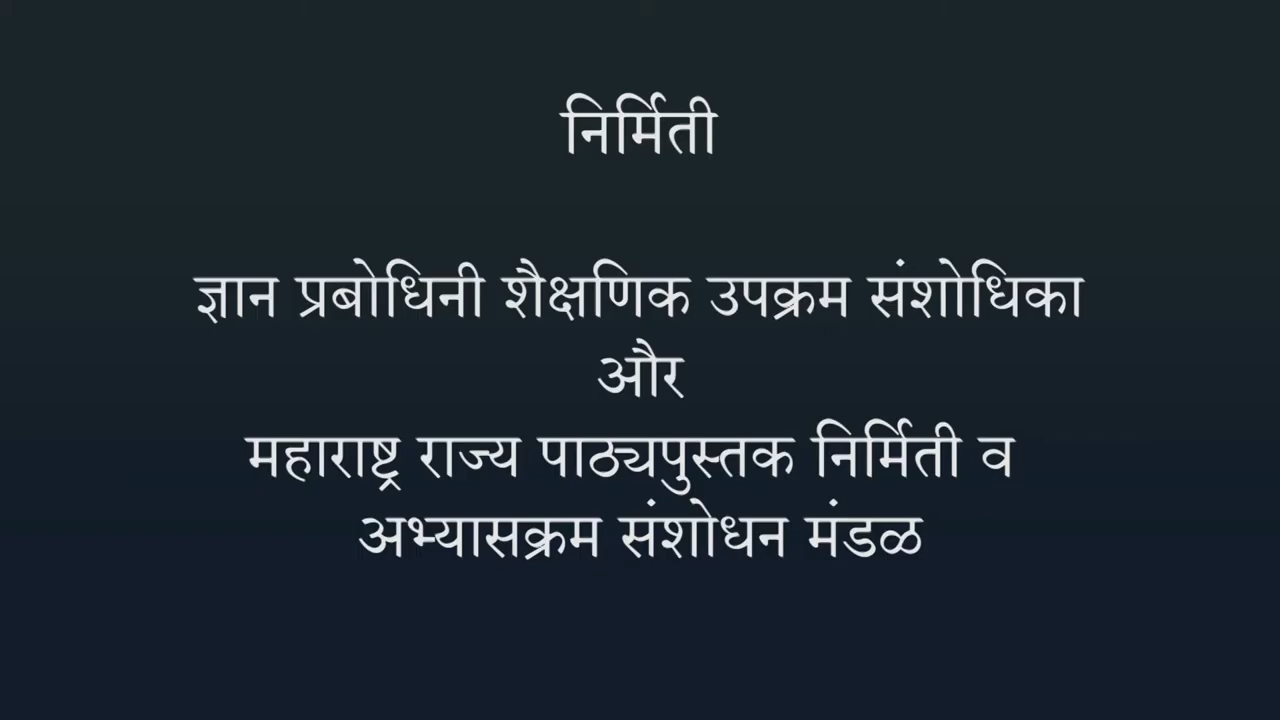 निर्मिती
ज्ञान प्रबोधिनी शैक्षणिक उपक्रम संशोधिका
और
महाराष्ट्र राज्य पाठ्यपुस्तक निर्मिती व
अभ्यासक्रम संशोधन मंडळ